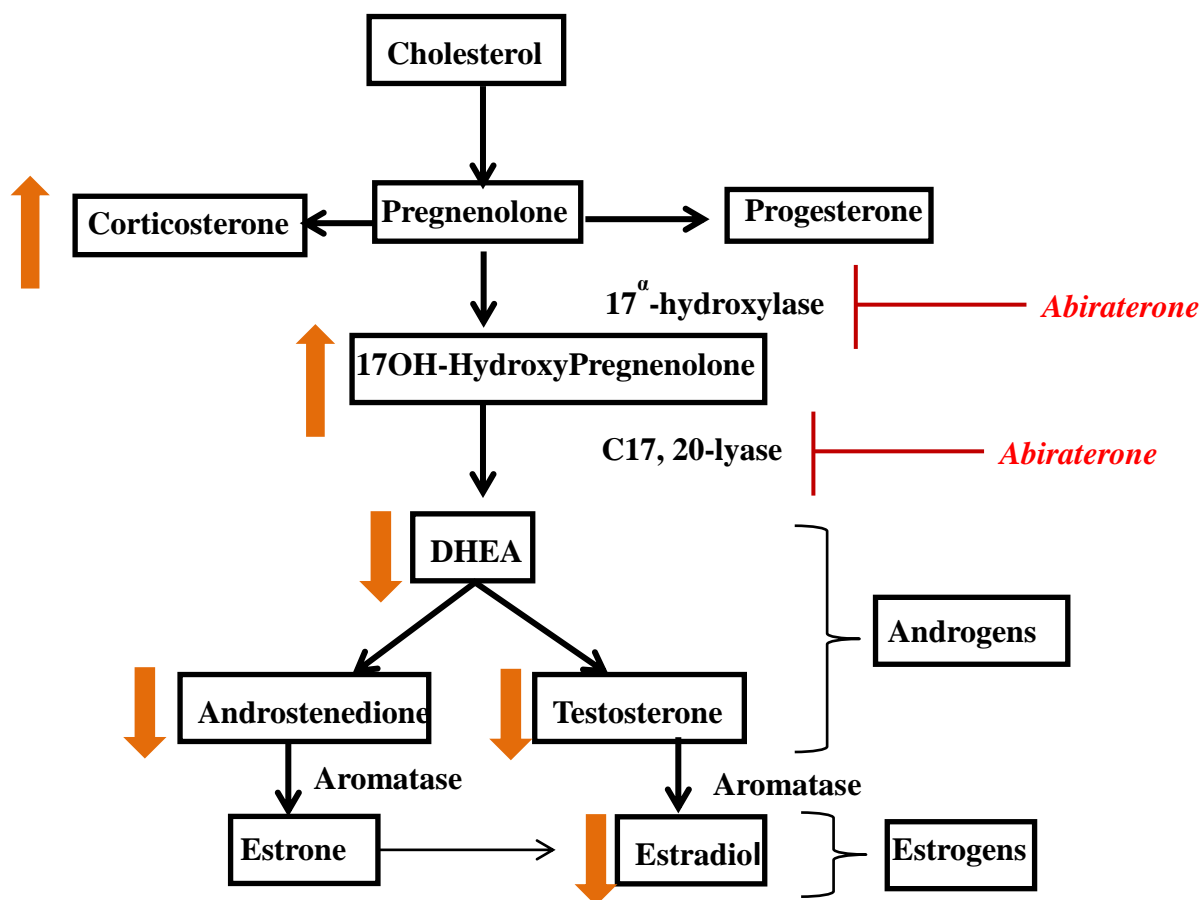 Cholesterol
Corticosterone
Pregnenolone
Progesterone
17α-hydroxylase
Abiraterone
17OH-HydroxyPregnenolone
C17, 20-lyase
Abiraterone
DHEA
Androgens
Androstenedione
Testosterone
Aromatase
Aromatase
Estrone
Estradiol
Estrogens